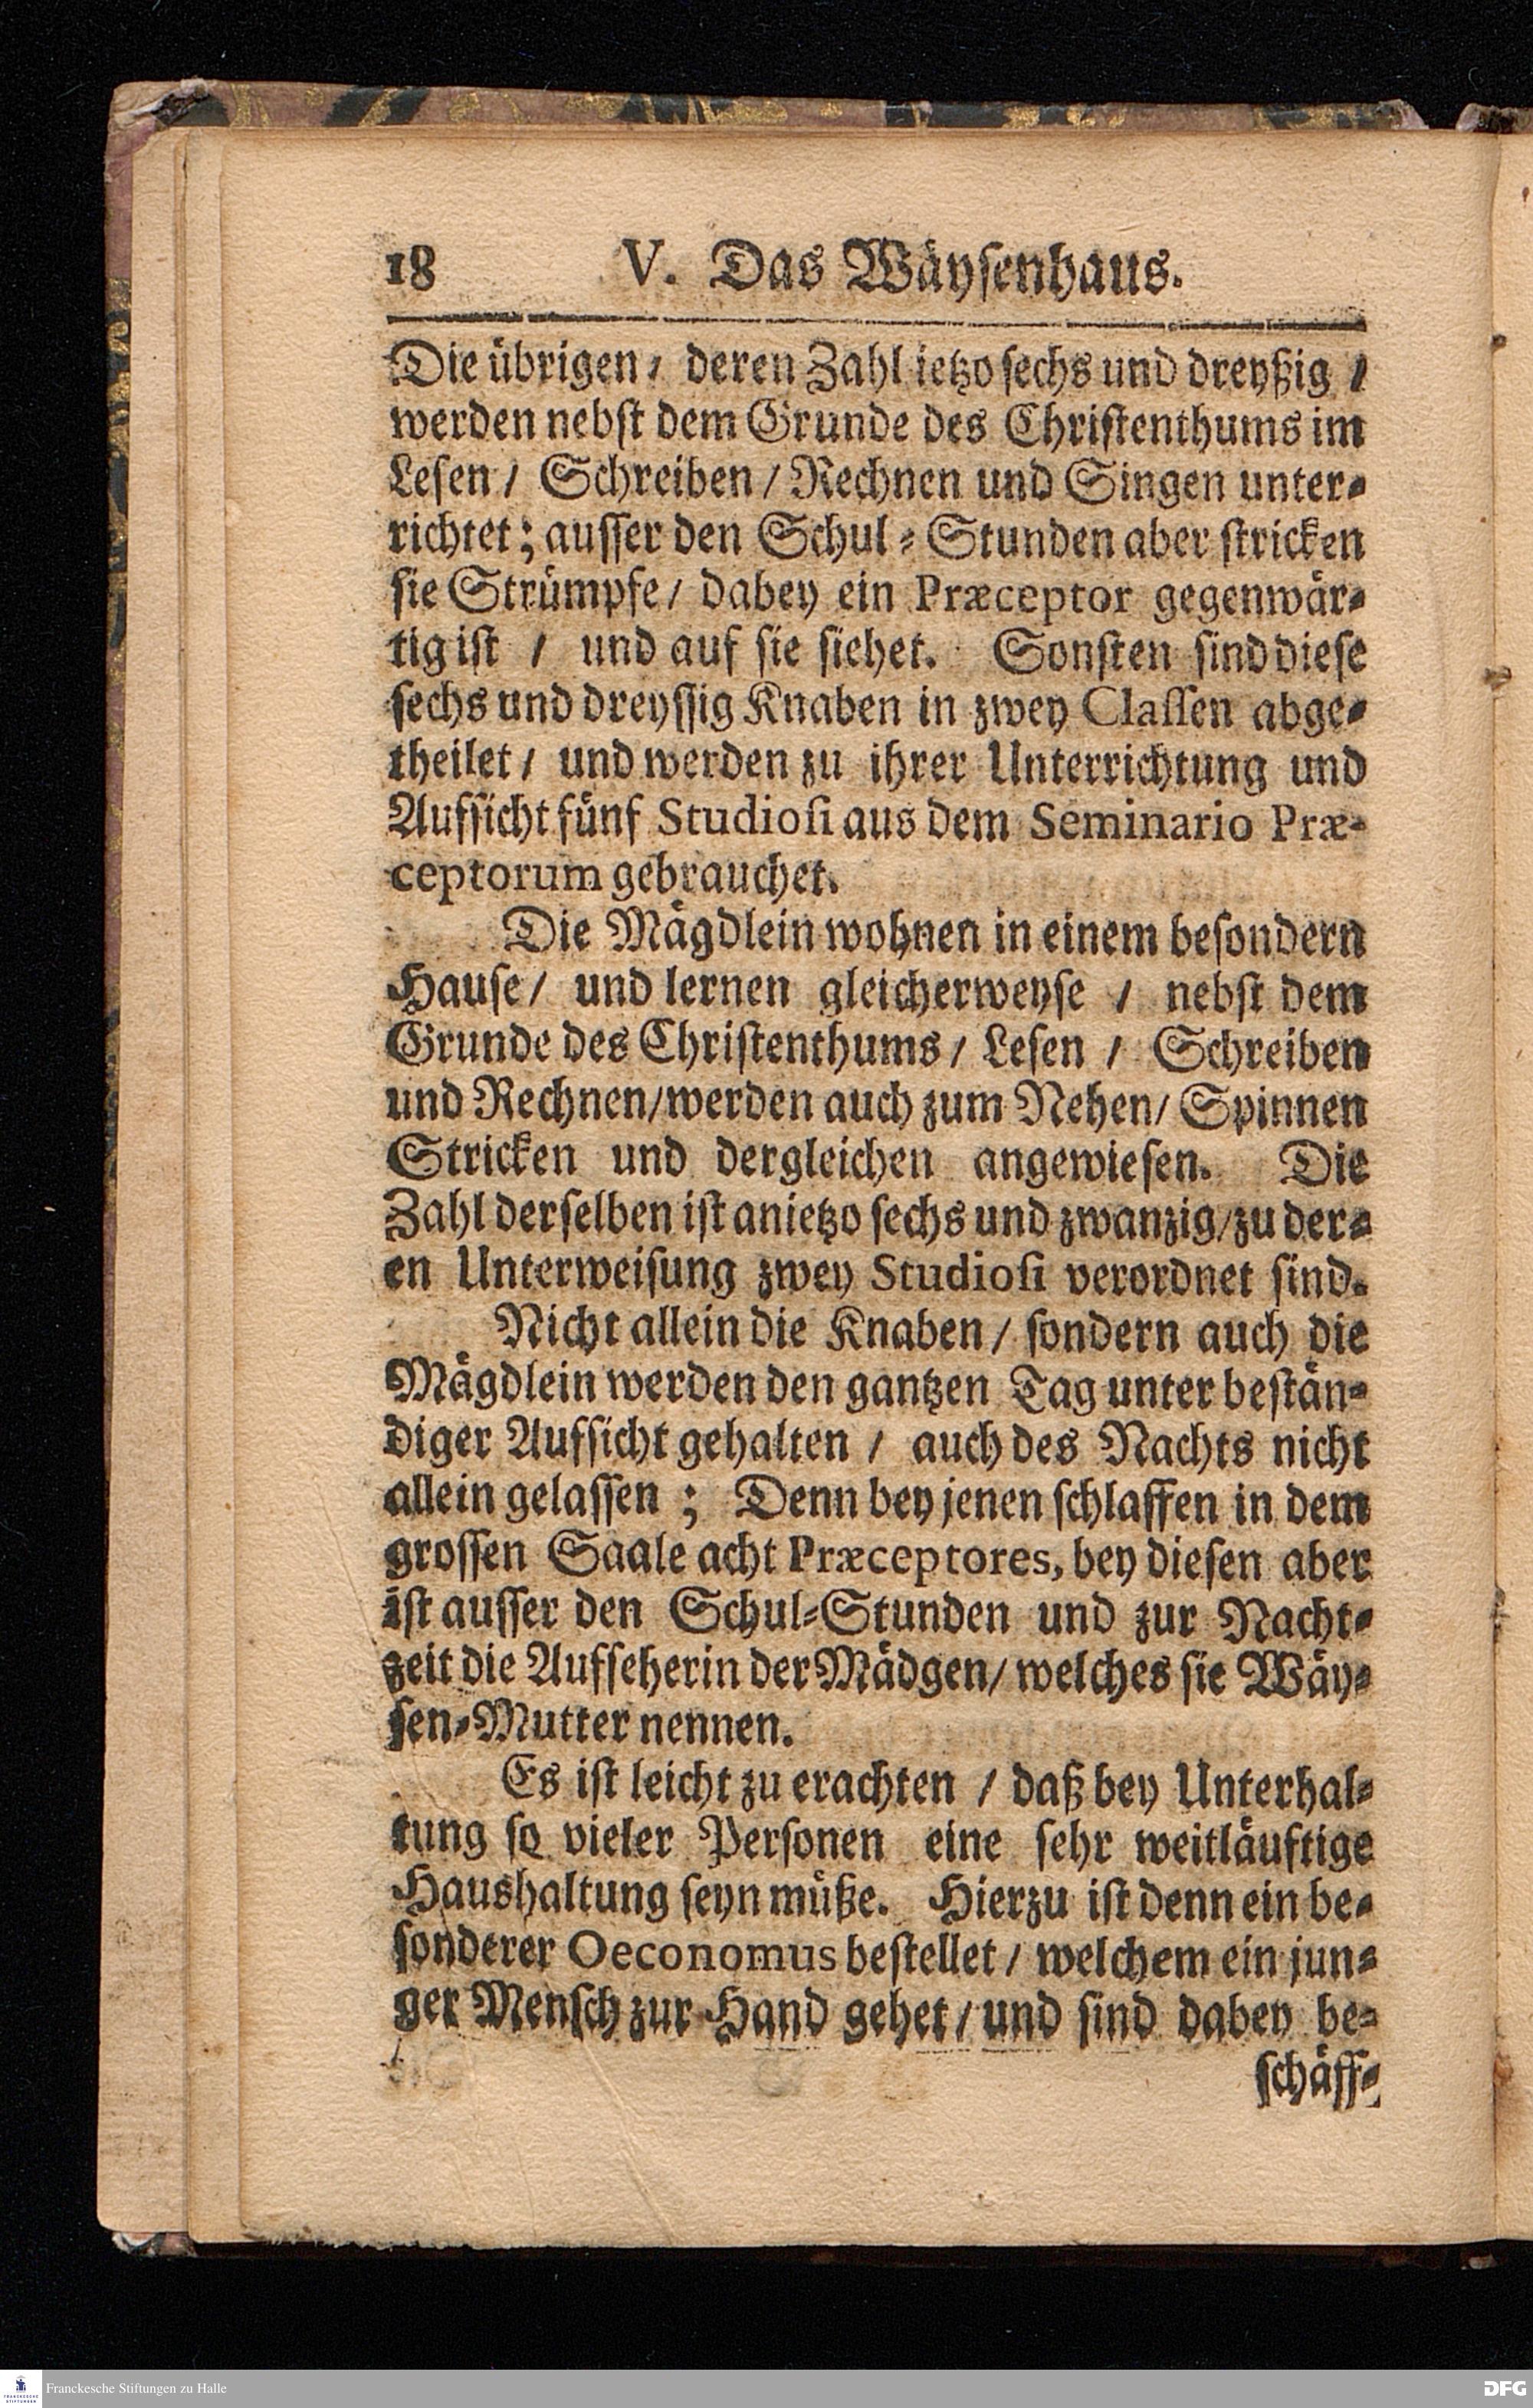 18 V. Das Wäysenhaus.
Die übrigen / deren Zahl ietzo sechs und dreyßig /
werden nebst dem Grunde des Christenthums im
Lesen / Schreiben / Rechnen und Singen unter-
richtet; ausser den Schul-Stunden aber stricken
sie Strümpfe / dabey ein Præceptor gegenwär-
tig ist / und auf sie siehet. Sonsten sind diese
sechs und dreyssig Knaben in zwey Classen abge-
theilet / und werden zu ihrer Unterrichtung und
Aufsicht fünf Studiosi aus dem Seminario Præ-
ceptorum gebrauchet.
Die Mägdlein wohnen in einem besondern
Hause / und lernen gleicherweyse / nebst dem
Grunde des Christenthums / Lesen / Schreiben
und Rechnen / werden auch zum Nehen / Spinnen
Stricken und dergleichen angewiesen. Die
Zahl derselben ist anietzo sechs und zwanzig / zu der-
en Unterweisung zwey Studiosi verordnet sind.
Nicht allein die Knaben / sondern auch die
Mägdlein werden den gantzen Tag unter bestän-
diger Aufsicht gehalten / auch des Nachts nicht
allein gelassen ; Denn bey jenen schlaffen in dem
grossen Saale acht Præceptores, bey diesen aber
ist ausser den Schul-Stunden und zur Nacht-
zeit die Aufseherin der Mädgen / welches sie Wäy-
sen-Mutter nennen.
Es ist leicht zu erachten / daß bey Unterhal-
tung so vieler Personen eine sehr weitläuftige
Haushaltung seyn müße. Hierzu ist denn ein be-
sonderer Oeconomus bestellet / welchem ein jun-
ger Mensch zur Hand gehet / und sind dabey be-
schäff-
FRANCKESCHE STIFTUNGEN
Franckesche Stiftungen zu Halle
DFG